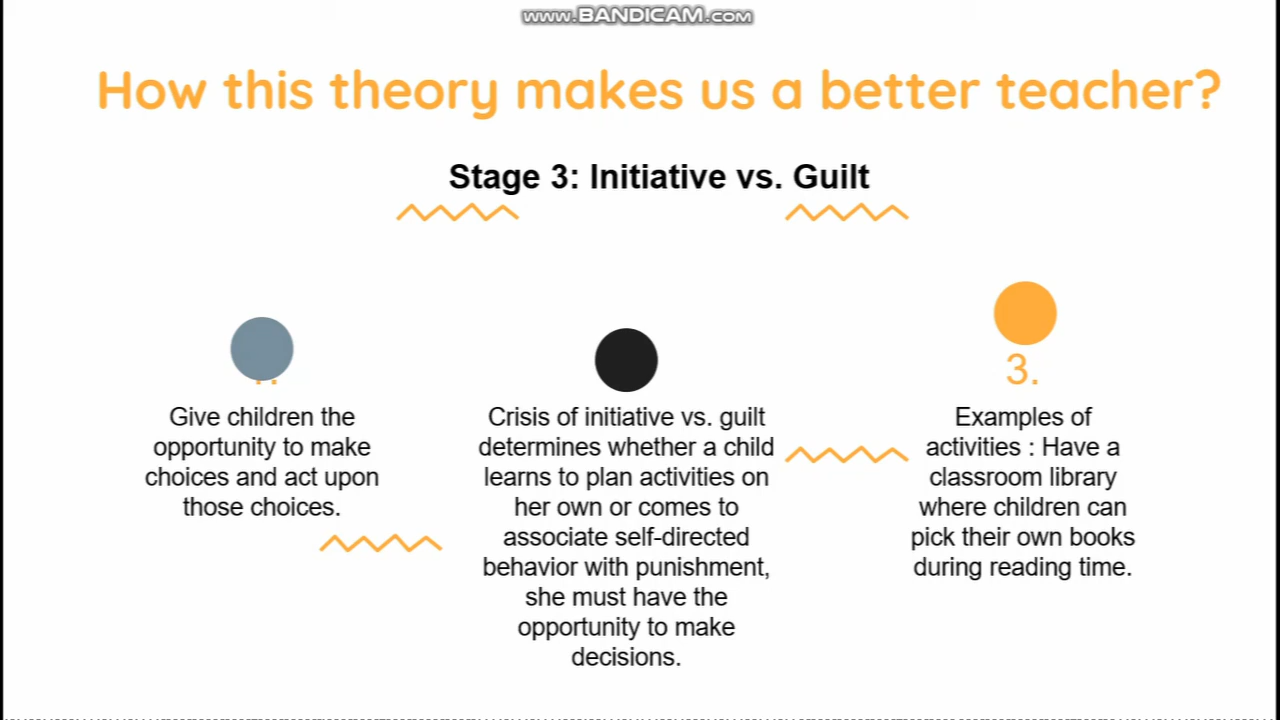 www.BANDICAM.com
How this theory makes us a better teacher?
Stage 3: Initiative vs. Guilt
Give children the
opportunity to make
choices and act upon
those choices.
Crisis of initiative vs. guilt
determines whether a child
learns to plan activities on
her own or comes to
associate self-directed
behavior with punishment,
she must have the
opportunity to make
decisions.
3.
Examples of
activities : Have a
classroom library
where children can
pick their own books
during reading time.